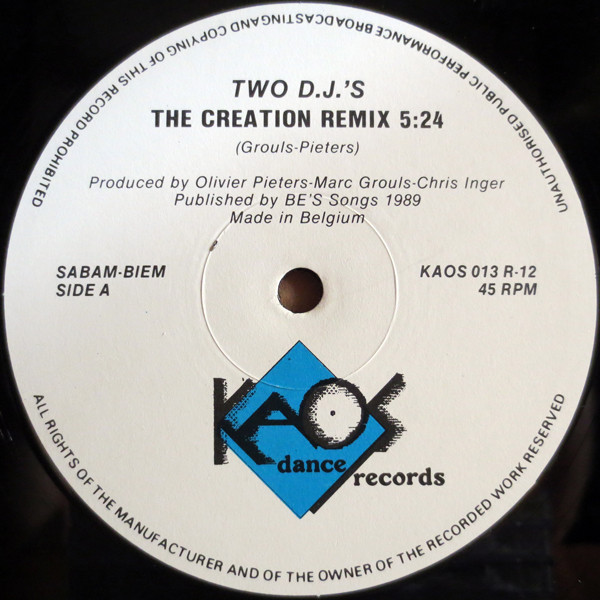 UNAUTHORISED PUBLIC PERFORMANCE BROADCASTING AND COPYING OF THIS RECORD PROHIBITED
TWO D.J.'S
THE CREATION REMIX 5:24
(Grouls-Pieters)
Produced by Olivier Pieters-Marc Grouls-Chris Inger
Published by BE'S Songs 1989
Made in Belgium
SABAM-BIEM
SIDE A
KAOS 013 R-12
45 RPM
KAOS
dance
records
ALL RIGHTS OF THE MANUFACTURER AND OF THE OWNER OF THE RECORDED WORK RESERVED